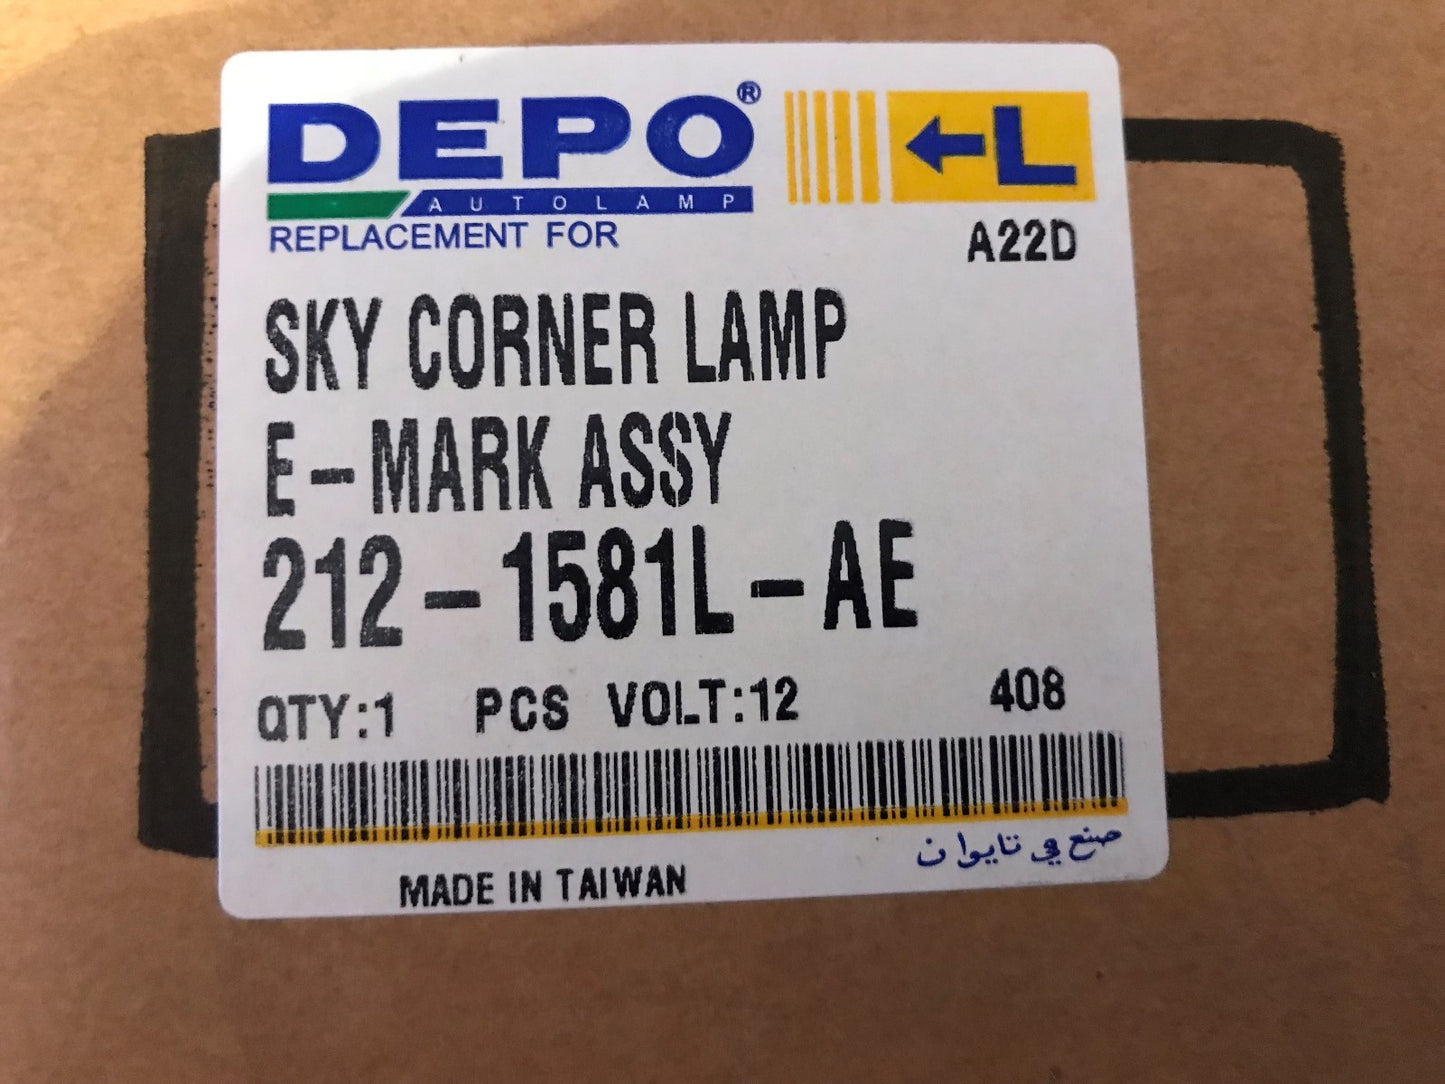 DEPO®
AUTOLAMP
REPLACEMENT FOR
L
A22D
SKY CORNER LAMP
E-MARK ASSY
212-1581L-AE
QTY:1 PCS VOLT:12 408
صنع في تايوان
MADE IN TAIWAN